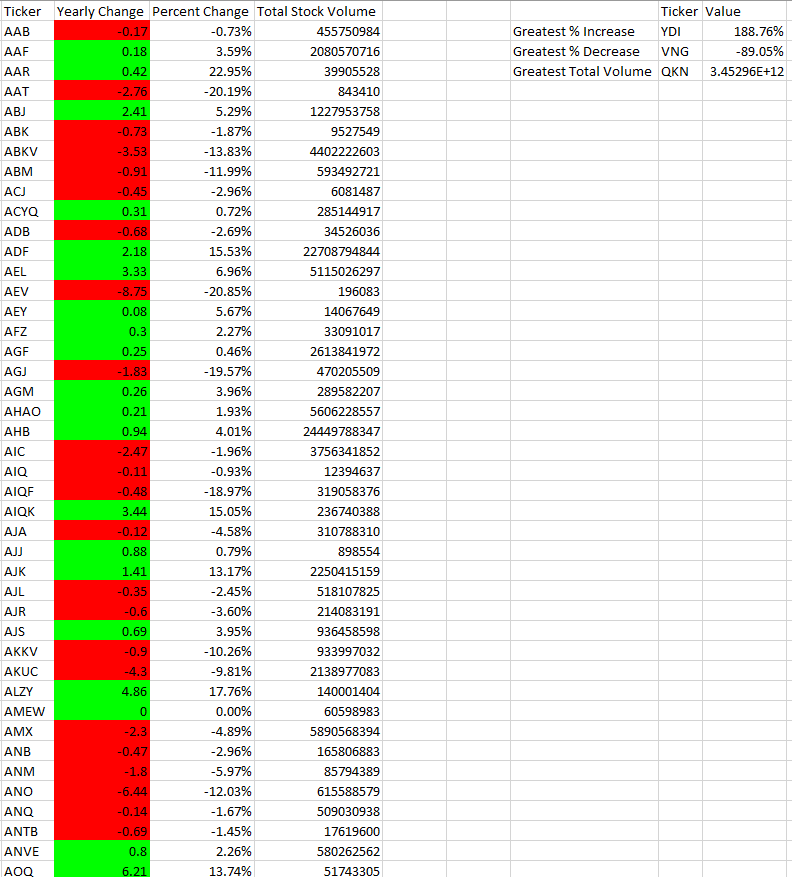 Ticker Yearly Change Percent Change Total Stock Volume Ticker Value
AAB -0.17 -0.73% 455750984 Greatest % Increase YDI 188.76%
AAF 0.18 3.59% 2080570716 Greatest % Decrease VNG -89.05%
AAR 0.42 22.95% 39905528 Greatest Total Volume QKN 3.45296E+12
AAT -2.76 -20.19% 843410
ABJ 2.41 5.29% 1227953758
ABK -0.73 -1.87% 9527549
ABKV -3.53 -13.83% 4402222603
ABM -0.91 -11.99% 593492721
ACJ -0.45 -2.96% 6081487
ACYQ 0.31 0.72% 285144917
ADB -0.68 -2.69% 34526036
ADF 2.18 15.53% 22708794844
AEL 3.33 6.96% 5115026297
AEV -8.75 -20.85% 196083
AEY 0.08 5.67% 14067649
AFZ 0.3 2.27% 33091017
AGF 0.25 0.46% 2613841972
AGJ -1.83 -19.57% 470205509
AGM 0.26 3.96% 289582207
AHAO 0.21 1.93% 5606228557
AHB 0.94 4.01% 24449788347
AIC -2.47 -1.96% 3756341852
AIQ -0.11 -0.93% 12394637
AIQF -0.48 -18.97% 319058376
AIQK 3.44 15.05% 236740388
AJA -0.12 -4.58% 310788310
AJJ 0.88 0.79% 898554
AJK 1.41 13.17% 2250415159
AJL -0.35 -2.45% 518107825
AJR -0.6 -3.60% 214083191
AJS 0.69 3.95% 936458598
AKKV -0.9 -10.26% 933997032
AKUC -4.3 -9.81% 2138977083
ALZY 4.86 17.76% 140001404
AMEW 0 0.00% 60598983
AMX -2.3 -4.89% 5890568394
ANB -0.47 -2.96% 165806883
ANM -1.8 -5.97% 85794389
ANO -6.44 -12.03% 615588579
ANQ -0.14 -1.67% 509030938
ANTB -0.69 -1.45% 17619600
ANVE 0.8 2.26% 580262562
AOQ 6.21 13.74% 51743305